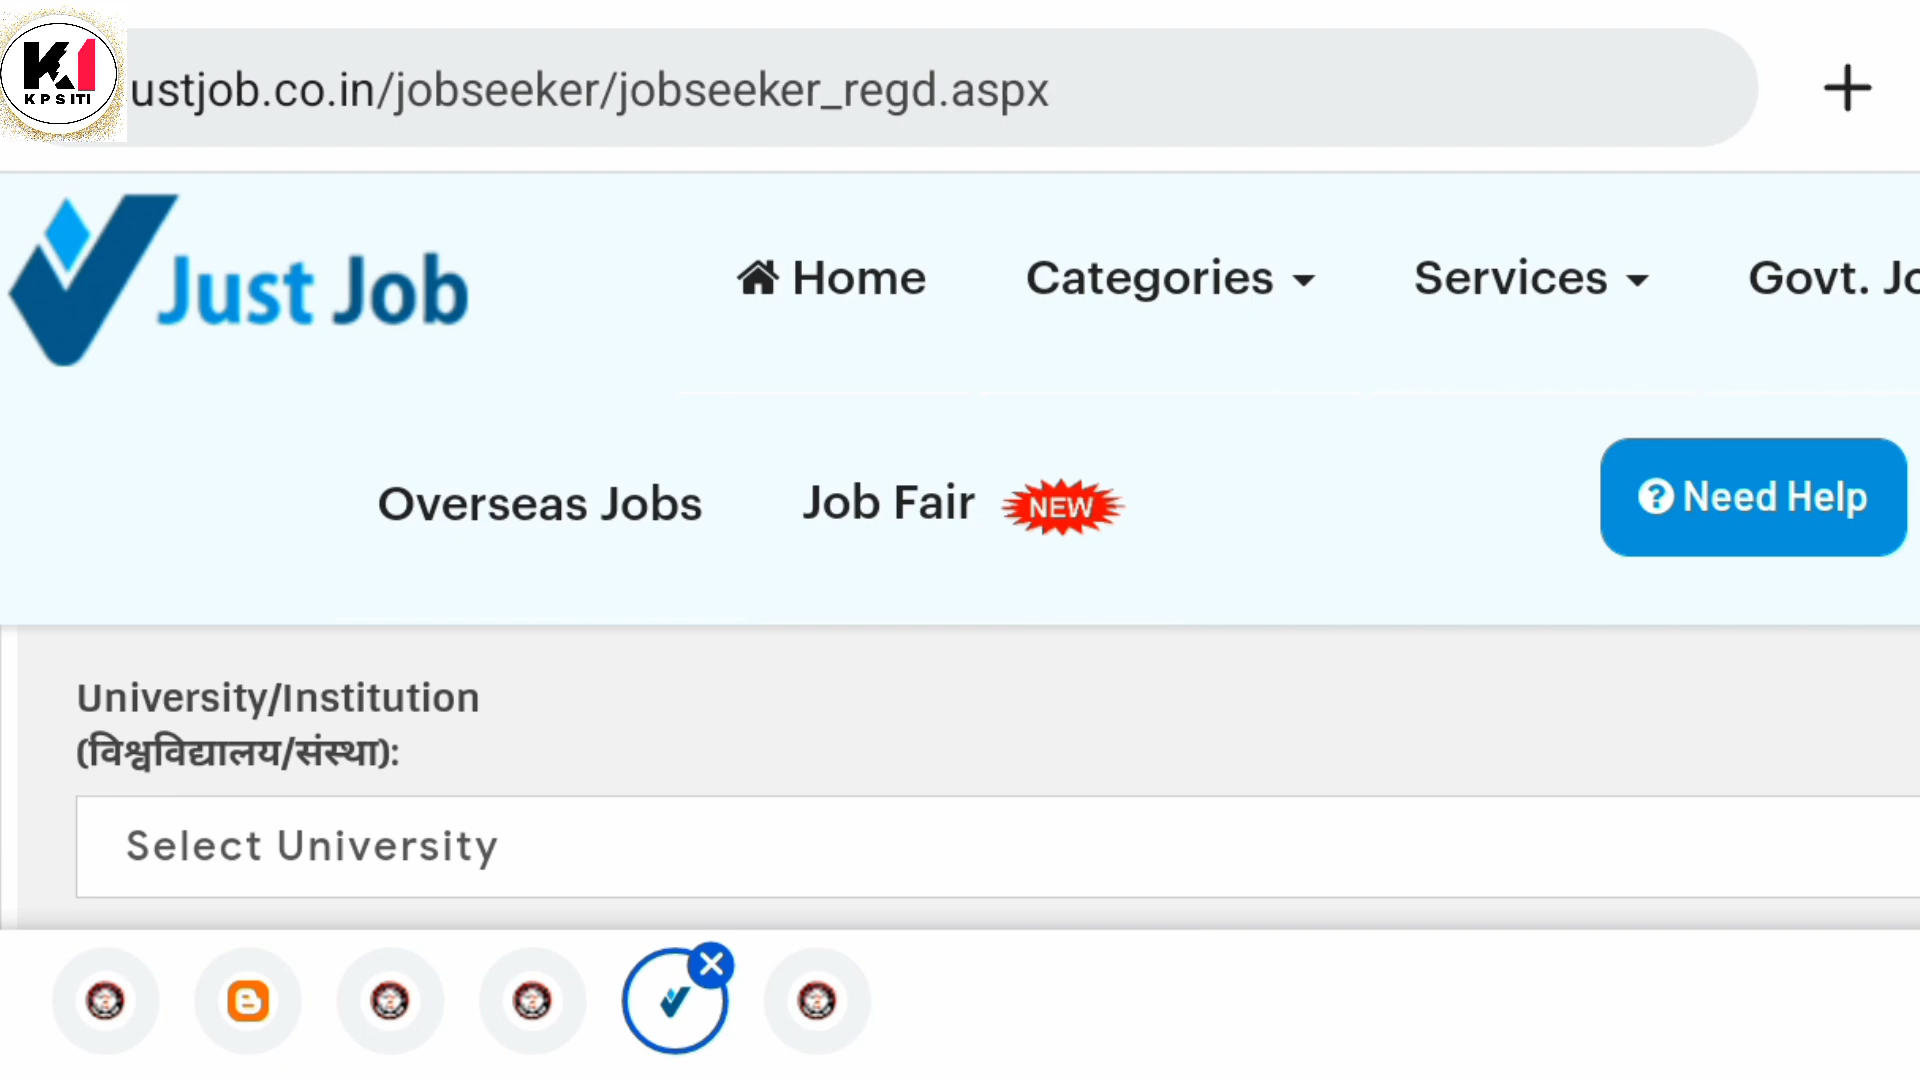 K1
KPSITI
ustjob.co.in/jobseeker/jobseeker_regd.aspx
Just Job
Home
Categories
Services
Govt. Jo
Overseas Jobs
Job Fair
NEW
Need Help
University/Institution
(विश्वविद्यालय/संस्था):
Select University